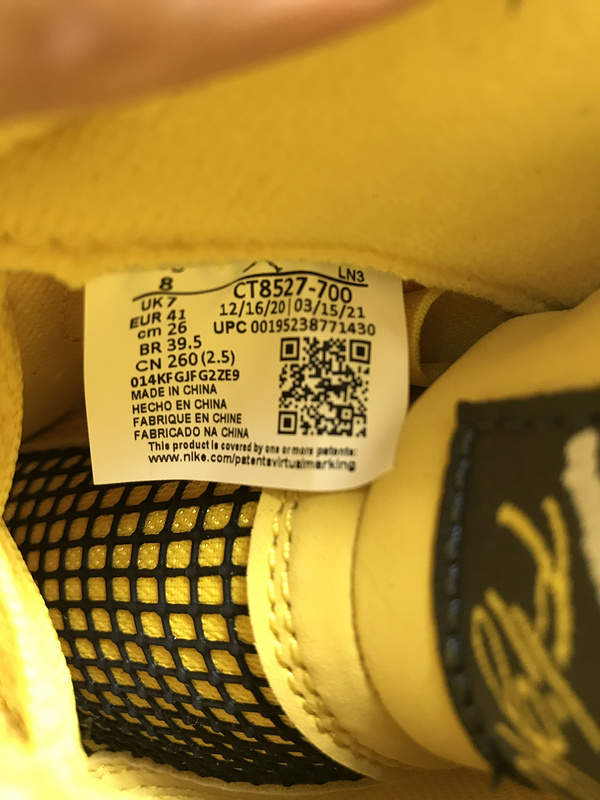 LN3
8
CT8527-700
UK 7
12/16/20 | 03/15/21
EUR 41
UPC 00195238771430
cm 26
BR 39.5
CN 260 (2.5)
014KFGJFG2ZE9
MADE IN CHINA
HECHO EN CHINA
FABRIQUE EN CHINE
FABRICADO NA CHINA
This product is covered by one or more patents:
www.nike.com/patentsvirtualmarking